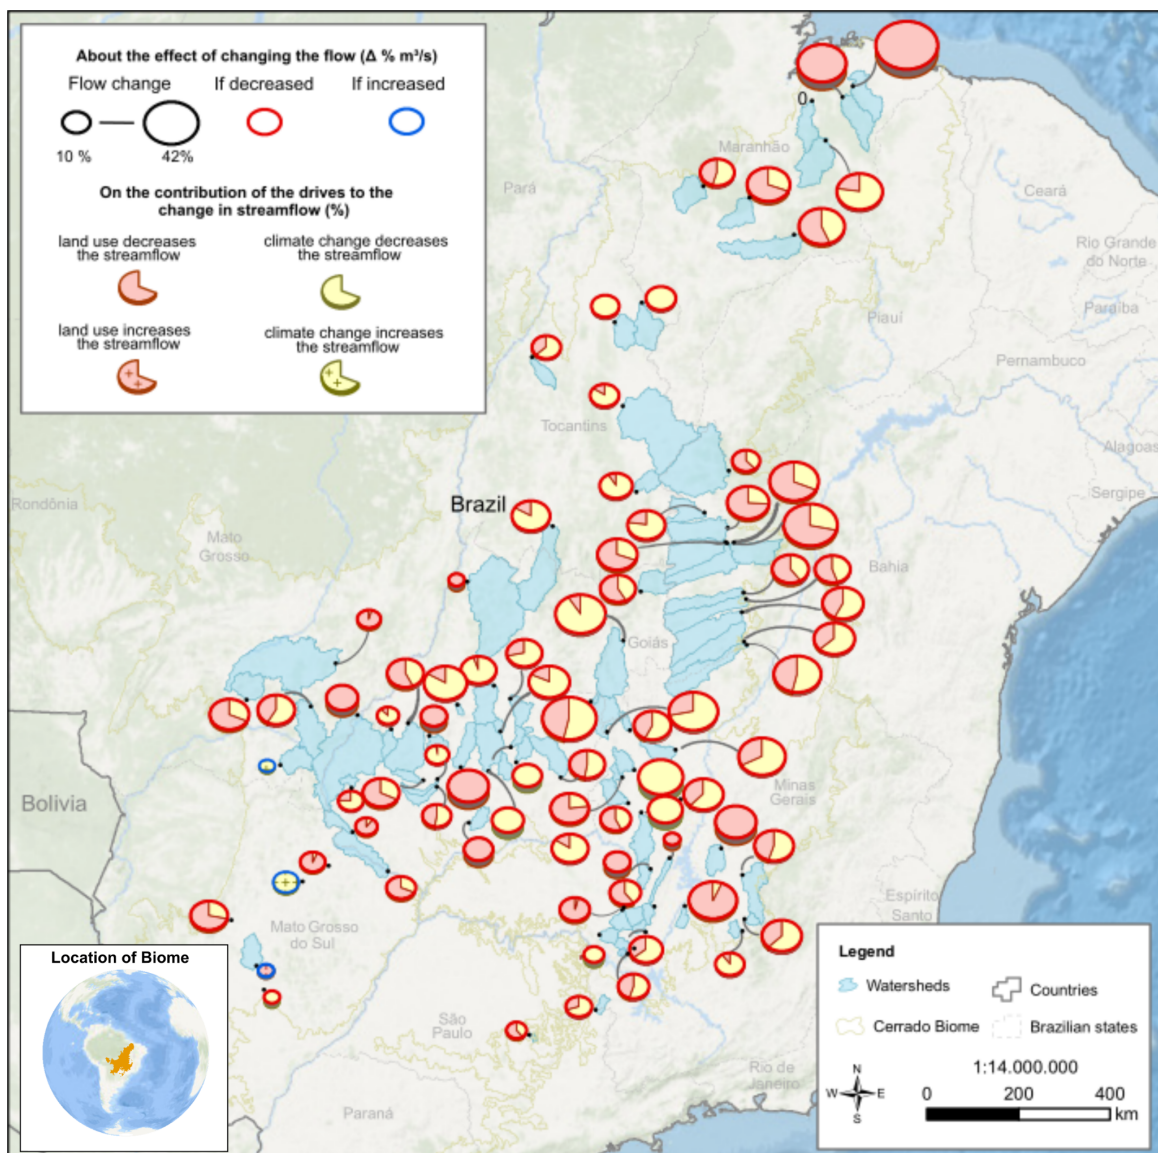 About the effect of changing the flow (Δ % m³/s)
Flow change
If decreased
If increased
10 %
42%
On the contribution of the drives to the
change in streamflow (%)
land use decreases
the streamflow
climate change decreases
the streamflow
land use increases
the streamflow
climate change increases
the streamflow
0
Maranhão
Pará
Ceará
Rio Grande
do Norte
Paraíba
Piauí
Pernambuco
Tocantins
Alagoas
Sergipe
Rondônia
Brazil
Mato
Grosso
Bahia
Goiás
Bolivia
Minas
Gerais
Espírito
Santo
Mato Grosso
do Sul
São
Paulo
Rio de
Janeiro
Paraná
Location of Biome
Legend
Watersheds
Countries
Cerrado Biome
Brazilian states
N
W
E
S
1:14.000.000
0
200
400
km